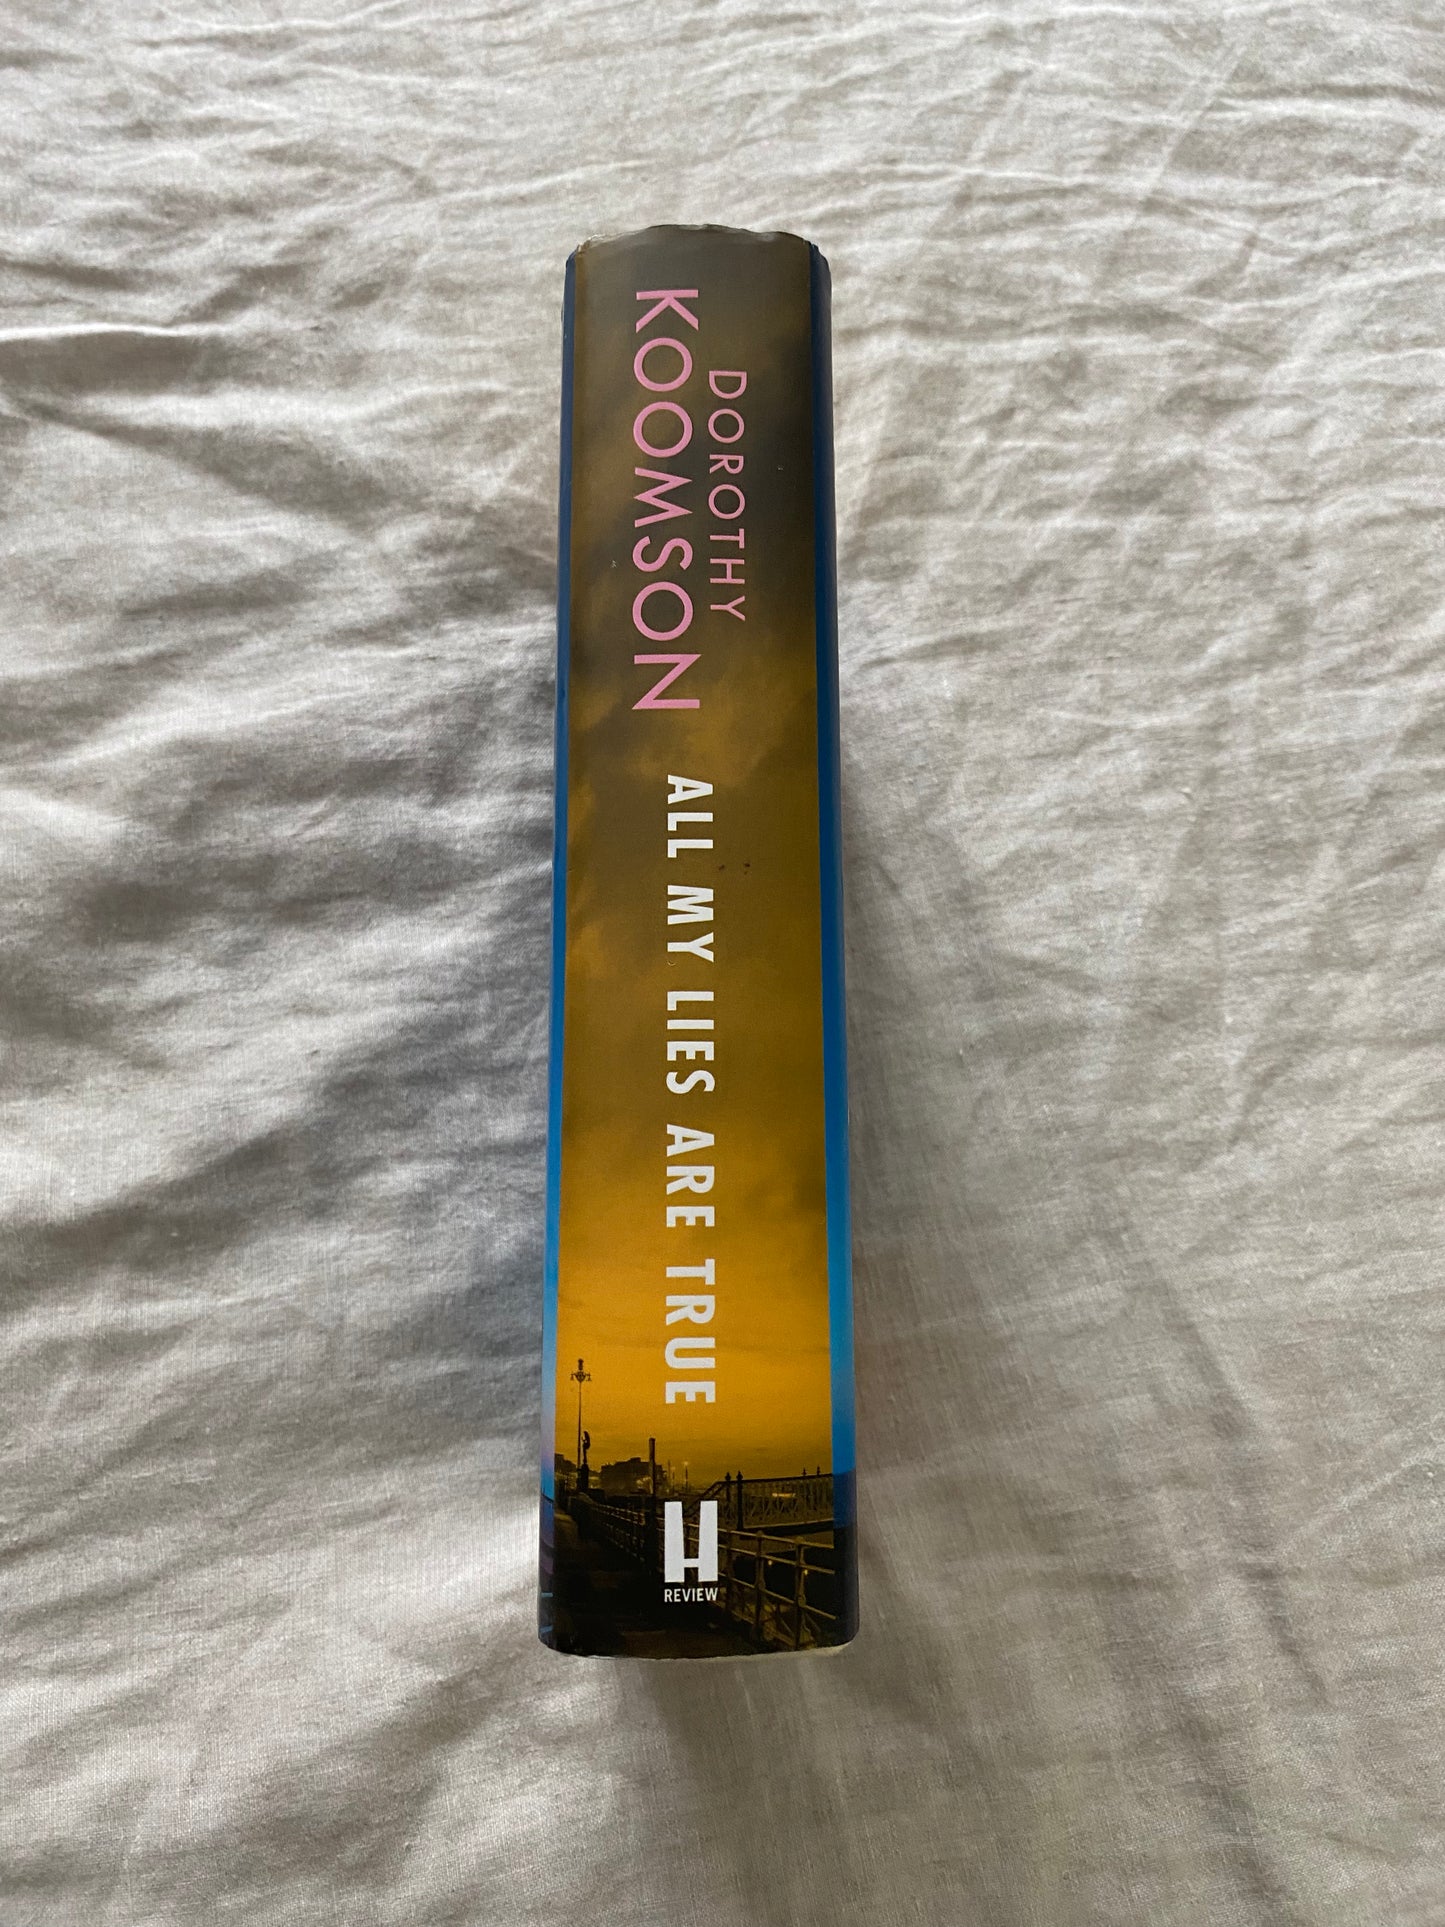 DOROTHY
KOOMSON
ALL MY LIES ARE TRUE
H
REVIEW